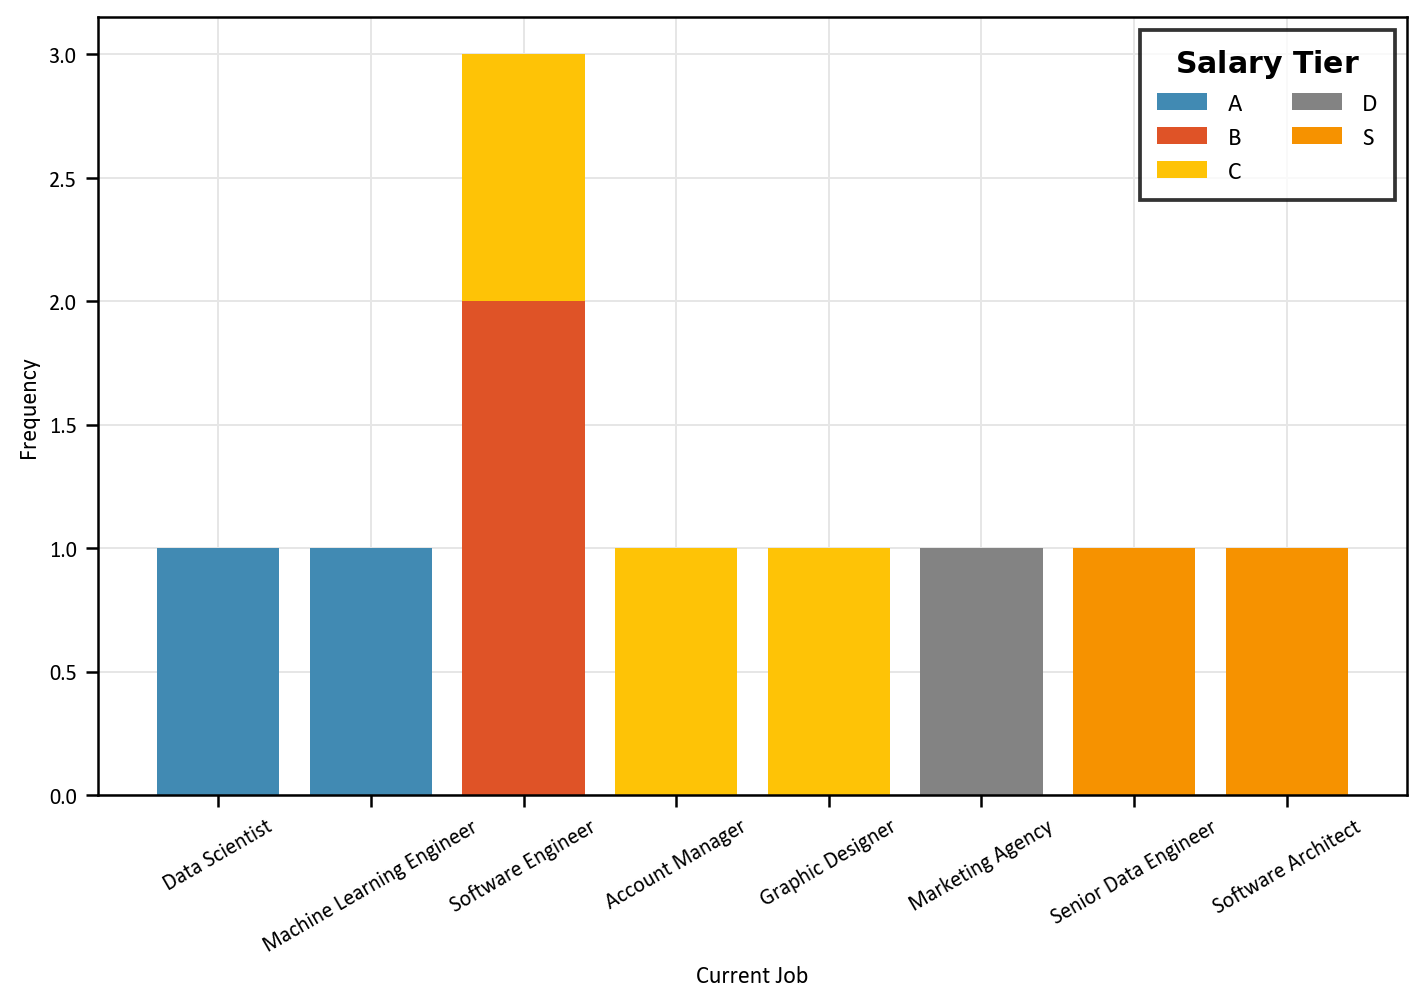 Salary Tier
A
B
C
D
S
Frequency
3.0
2.5
2.0
1.5
1.0
0.5
0.0
Data Scientist
Machine Learning Engineer
Software Engineer
Account Manager
Graphic Designer
Marketing Agency
Senior Data Engineer
Software Architect
Current Job